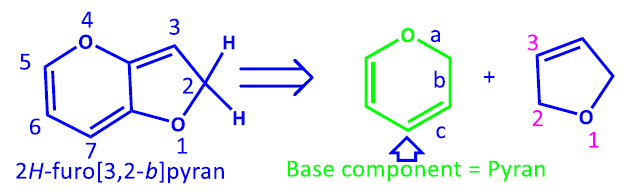 4
O
3
H
5
2
H
6
7
O
1
2H-furo[3,2-b]pyran
O
a
b
c
Base component = Pyran
+
3
2
O
1